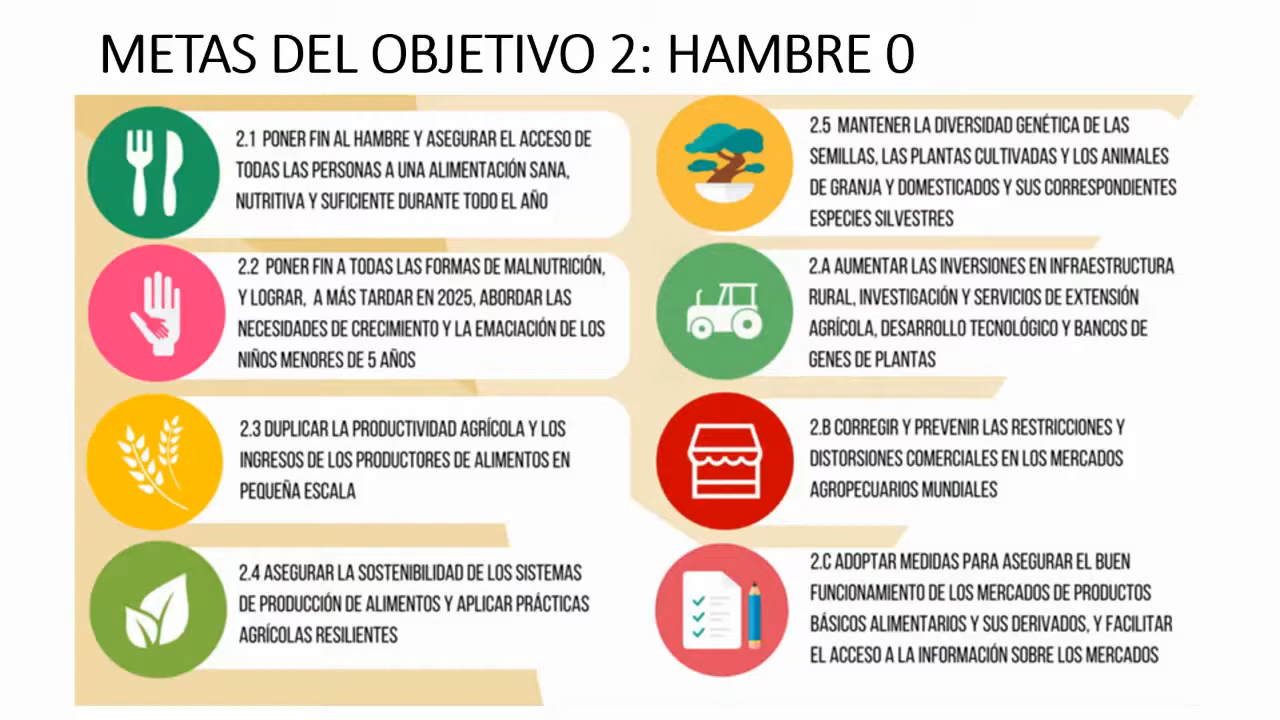 METAS DEL OBJETIVO 2: HAMBRE 0
2.1 PONER FIN AL HAMBRE Y ASEGURAR EL ACCESO DE
TODAS LAS PERSONAS A UNA ALIMENTACIÓN SANA,
NUTRITIVA Y SUFICIENTE DURANTE TODO EL AÑO
2.2 PONER FIN A TODAS LAS FORMAS DE MALNUTRICIÓN,
Y LOGRAR, A MÁS TARDAR EN 2025, ABORDAR LAS
NECESIDADES DE CRECIMIENTO Y LA EMACIACIÓN DE LOS
NIÑOS MENORES DE 5 AÑOS
2.3 DUPLICAR LA PRODUCTIVIDAD AGRÍCOLA Y LOS
INGRESOS DE LOS PRODUCTORES DE ALIMENTOS EN
PEQUEÑA ESCALA
2.4 ASEGURAR LA SOSTENIBILIDAD DE LOS SISTEMAS
DE PRODUCCIÓN DE ALIMENTOS Y APLICAR PRÁCTICAS
AGRÍCOLAS RESILIENTES
2.5 MANTENER LA DIVERSIDAD GENÉTICA DE LAS
SEMILLAS, LAS PLANTAS CULTIVADAS Y LOS ANIMALES
DE GRANJA Y DOMESTICADOS Y SUS CORRESPONDIENTES
ESPECIES SILVESTRES
2.A AUMENTAR LAS INVERSIONES EN INFRAESTRUCTURA
RURAL, INVESTIGACIÓN Y SERVICIOS DE EXTENSIÓN
AGRÍCOLA, DESARROLLO TECNOLÓGICO Y BANCOS DE
GENES DE PLANTAS
2.B CORREGIR Y PREVENIR LAS RESTRICCIONES Y
DISTORSIONES COMERCIALES EN LOS MERCADOS
AGROPECUARIOS MUNDIALES
2.C ADOPTAR MEDIDAS PARA ASEGURAR EL BUEN
FUNCIONAMIENTO DE LOS MERCADOS DE PRODUCTOS
BÁSICOS ALIMENTARIOS Y SUS DERIVADOS, Y FACILITAR
EL ACCESO A LA INFORMACIÓN SOBRE LOS MERCADOS